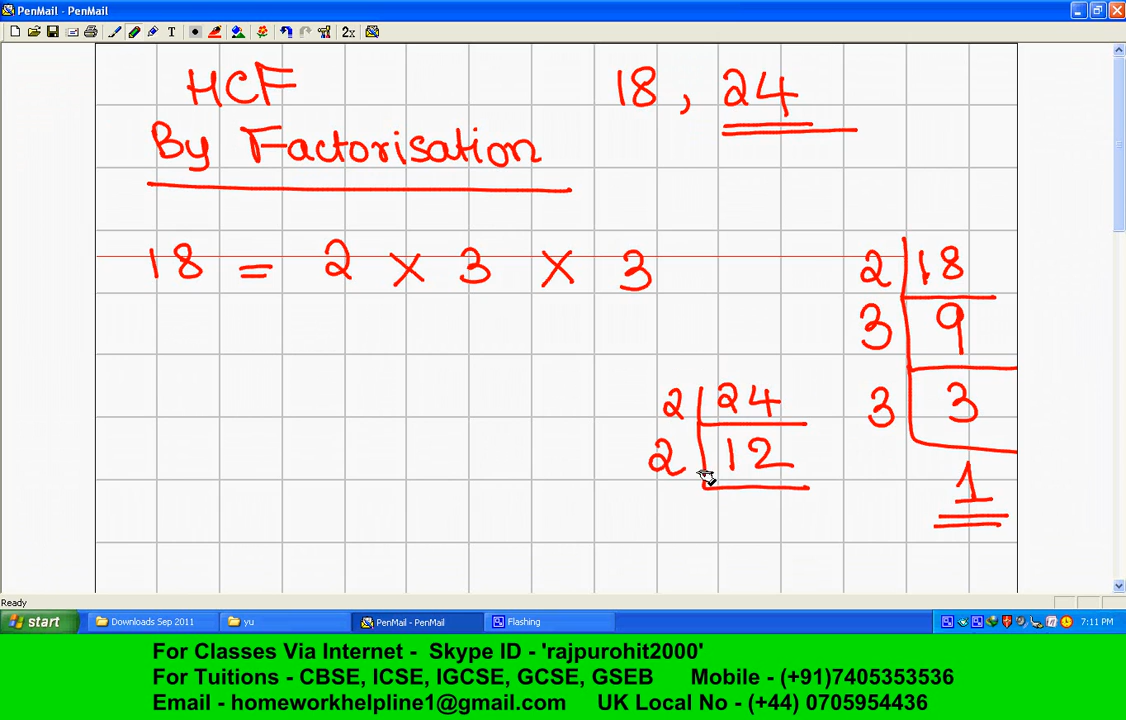 PenMail - PenMail
T 2x
HCF 18 , 24
By Factorisation
18 = 2 X 3 X 3
2 18
3 9
3 3
1
2 24
2 12
Ready
start Downloads Sep 2011 yu PenMail - PenMail Flashing 7:11 PM
For Classes Via Internet - Skype ID - 'rajpurohit2000'
For Tuitions - CBSE, ICSE, IGCSE, GCSE, GSEB Mobile - (+91)7405353536
Email - homeworkhelpline1@gmail.com UK Local No - (+44) 0705954436